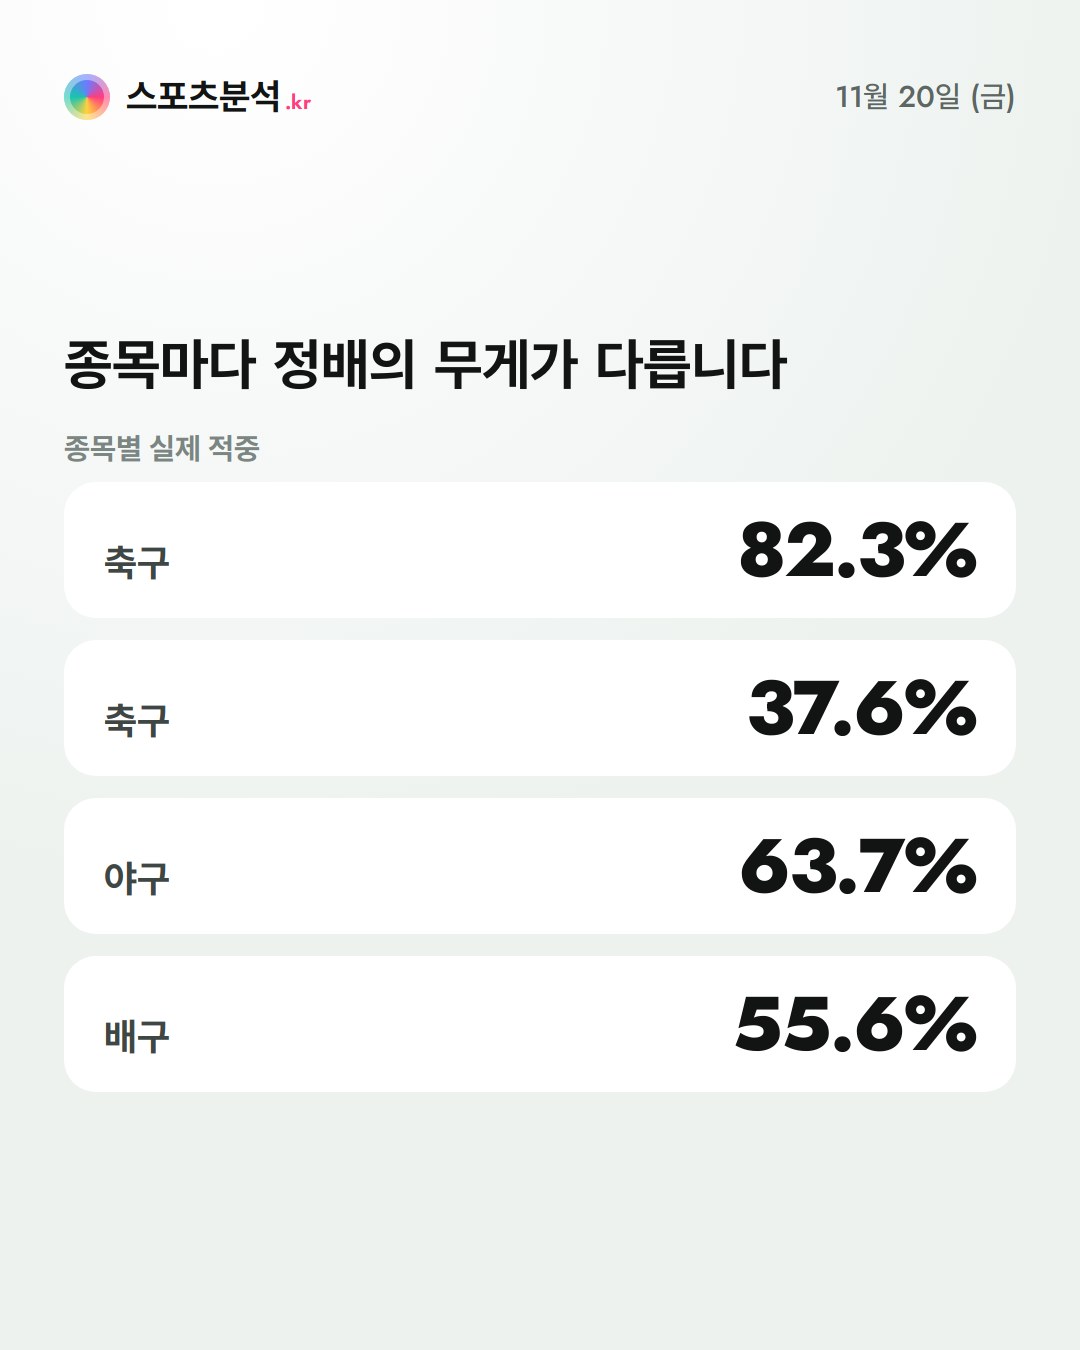 스포츠분석.kr
11월 20일 (금)
종목마다 정배의 무게가 다릅니다
종목별 실제 적중
축구 82.3%
축구 37.6%
야구 63.7%
배구 55.6%